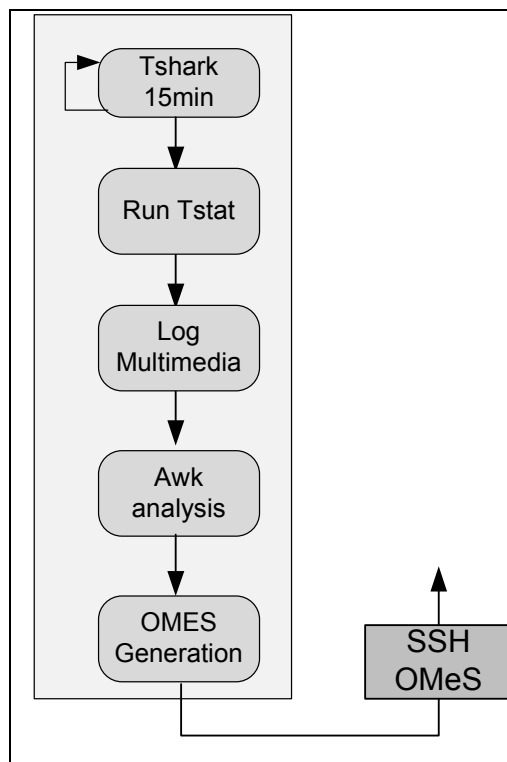 Tshark
15min
Run Tstat
Log
Multimedia
Awk
analysis
OMES
Generation
SSH
OMeS